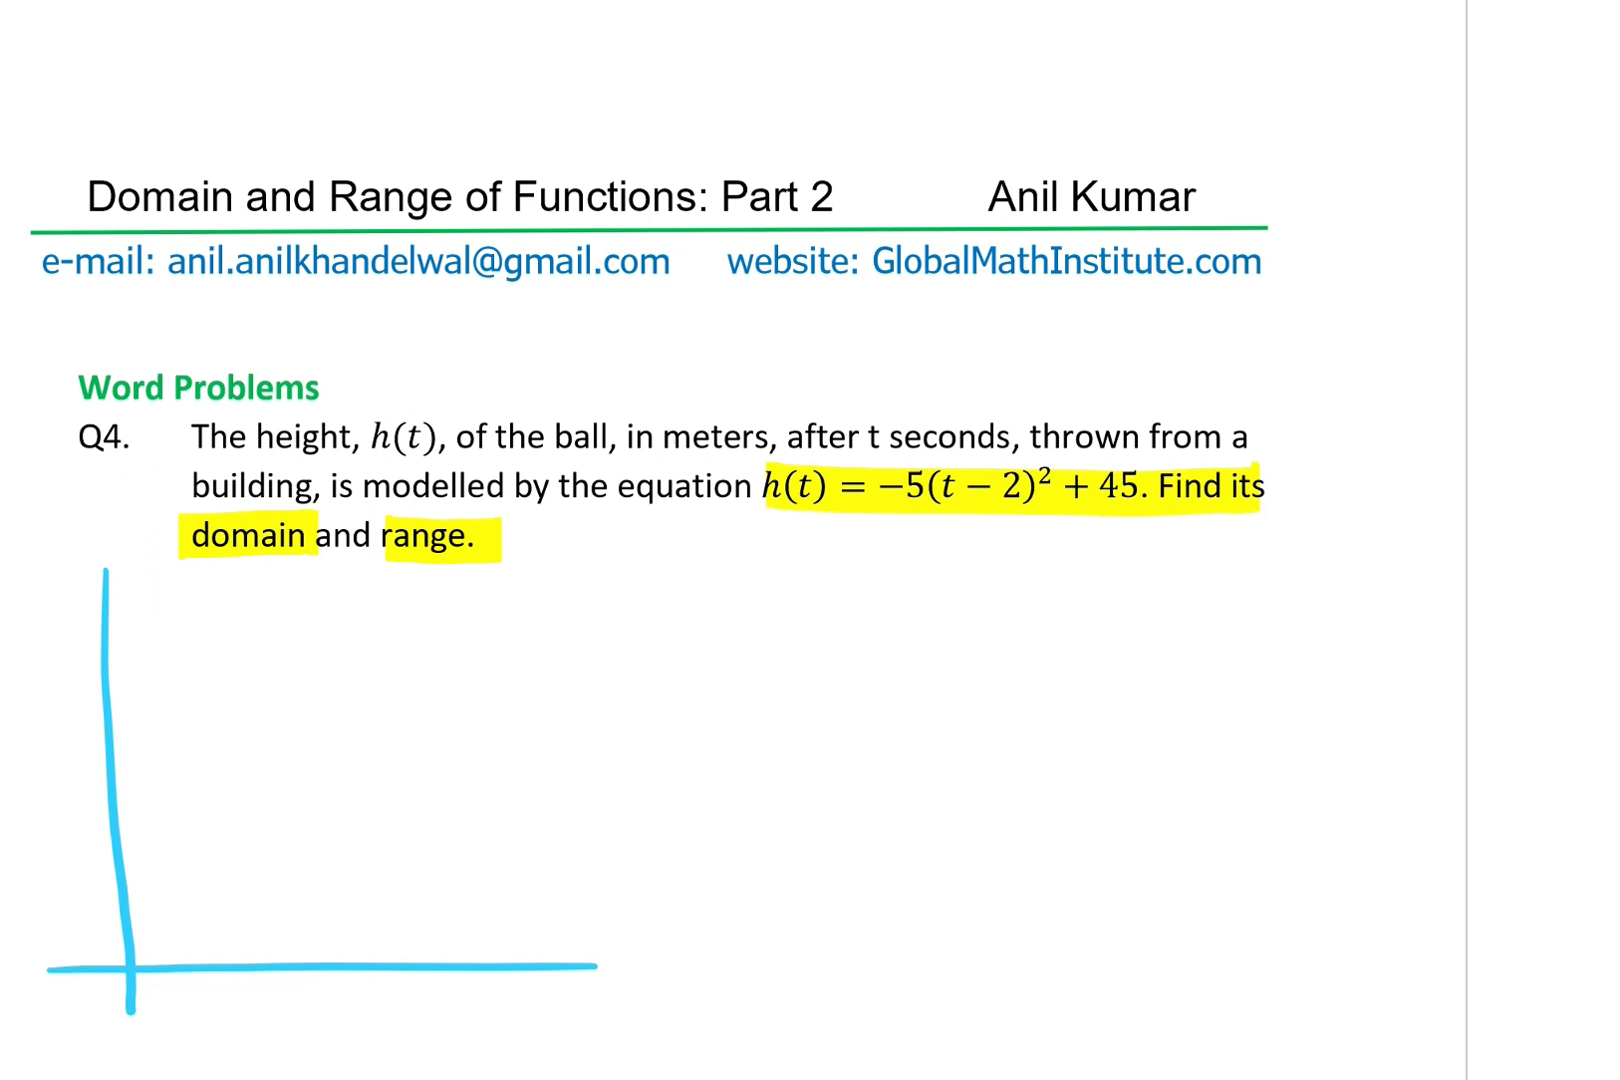 Domain and Range of Functions: Part 2 Anil Kumar
e-mail: anil.anilkhandelwal@gmail.com website: GlobalMathInstitute.com
Word Problems
Q4. The height, h(t), of the ball, in meters, after t seconds, thrown from a
building, is modelled by the equation h(t) = −5(t − 2)² + 45. Find its
domain and range.